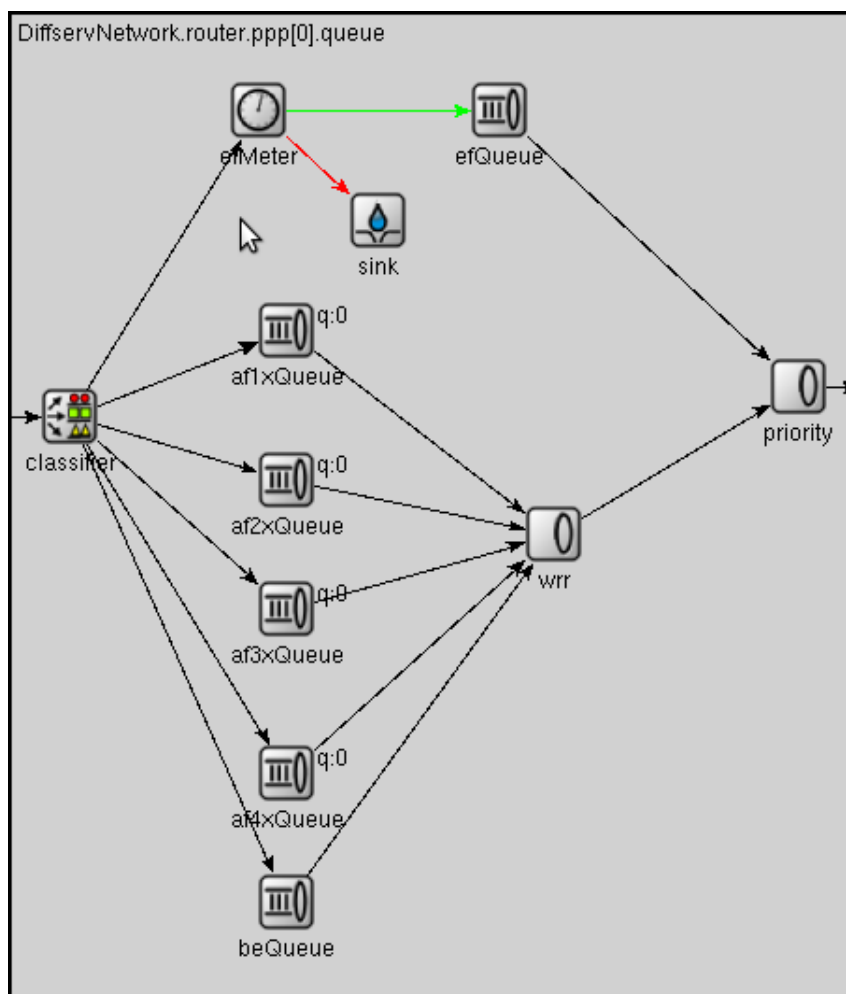 DiffservNetwork.router.ppp[0].queue
efMeter
efQueue
sink
q:0
af1xQueue
priority
classifier
q:0
af2xQueue
wrr
q:0
af3xQueue
q:0
af4xQueue
beQueue